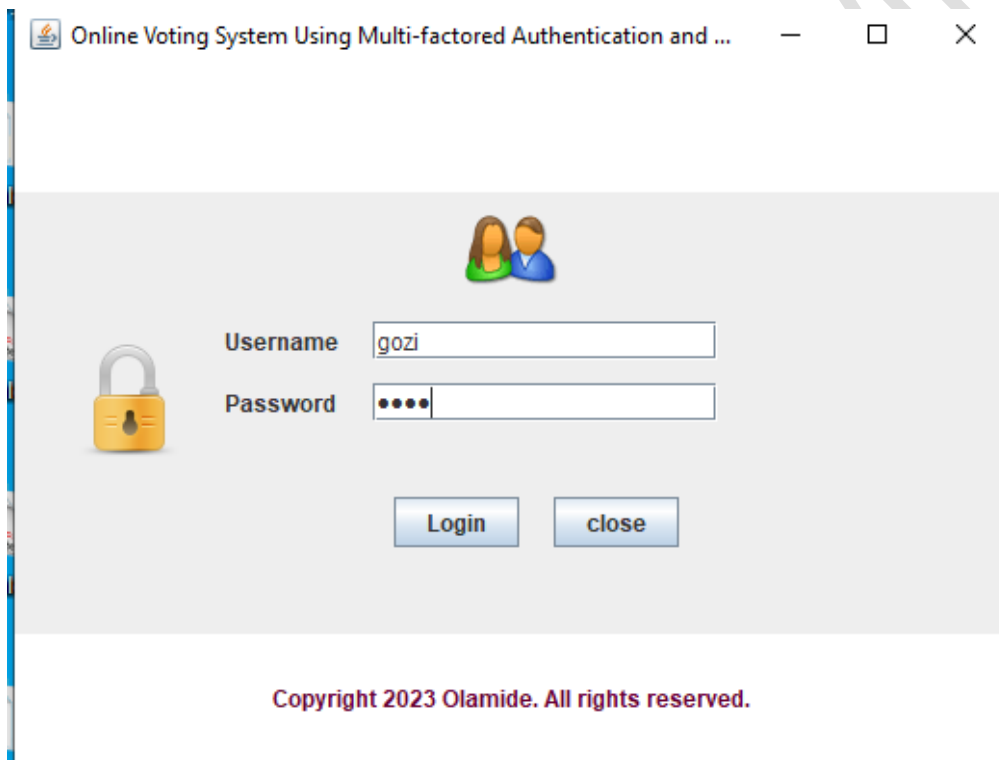 Online Voting System Using Multi-factored Authentication and ...
Username
gozi
Password
••••
Login
close
Copyright 2023 Olamide. All rights reserved.